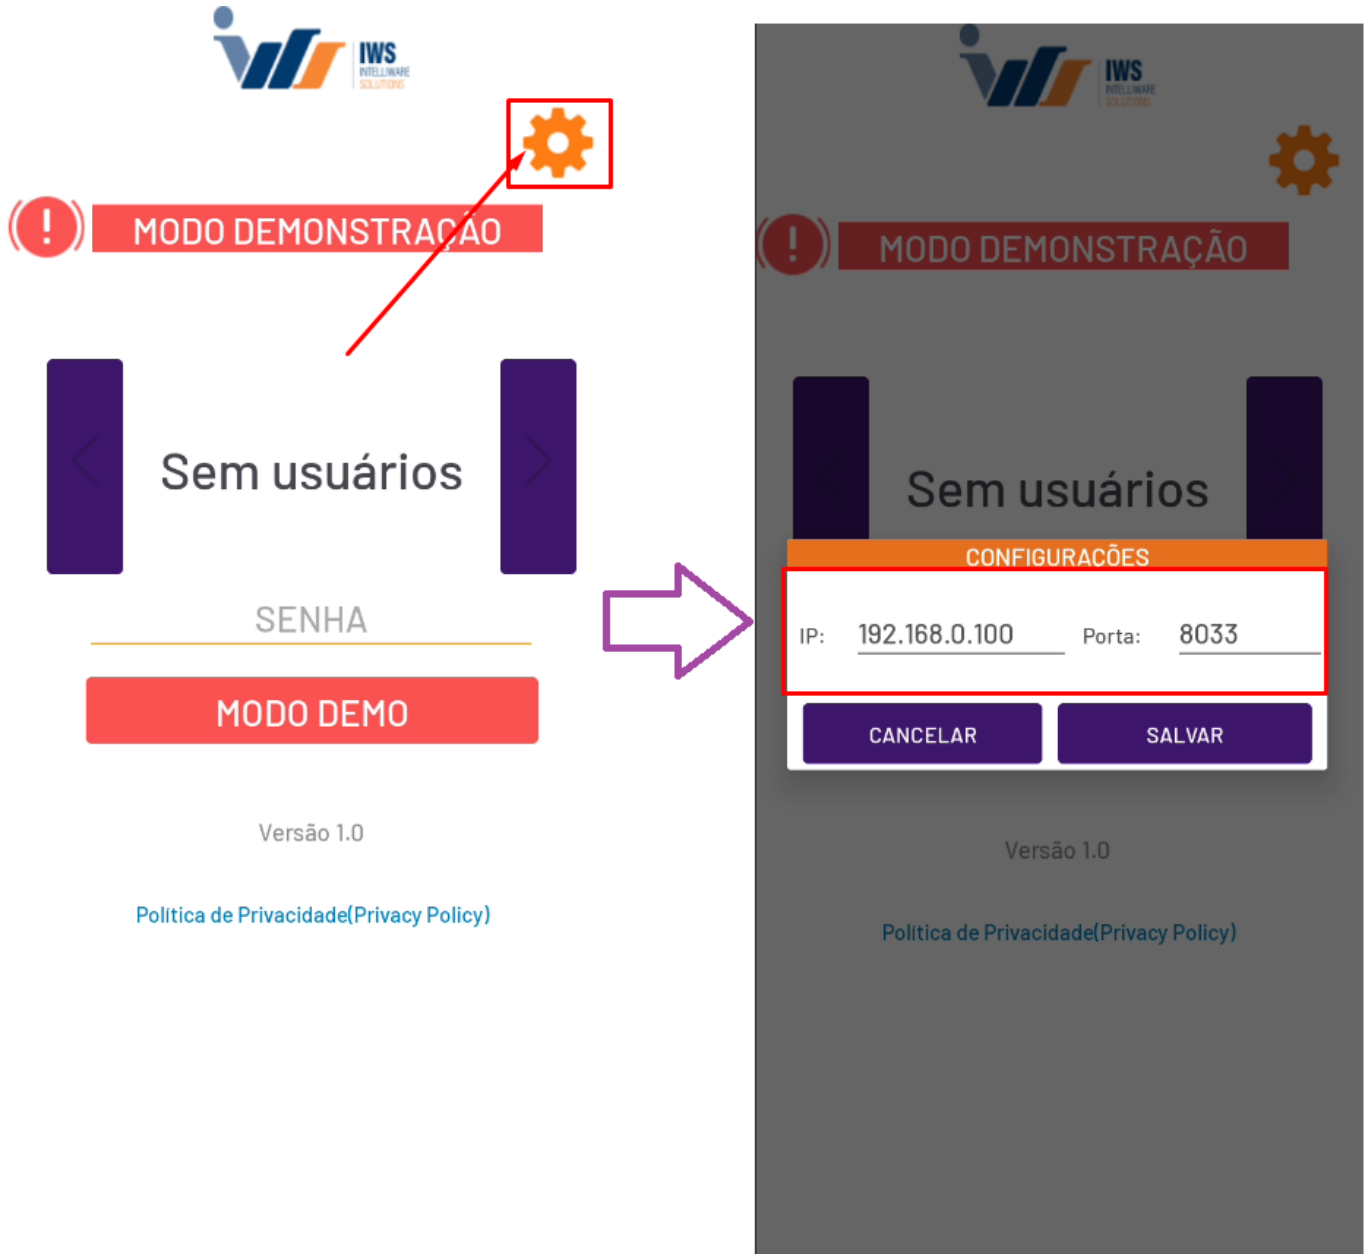 IWS
INTELLIWARE
SOLUTIONS
MODO DEMONSTRAÇÃO
Sem usuários
SENHA
MODO DEMO
Versão 1.0
Política de Privacidade(Privacy Policy)
IWS
INTELLIWARE
SOLUTIONS
MODO DEMONSTRAÇÃO
Sem usuários
CONFIGURAÇÕES
IP: 192.168.0.100 Porta: 8033
CANCELAR SALVAR
Versão 1.0
Política de Privacidade(Privacy Policy)